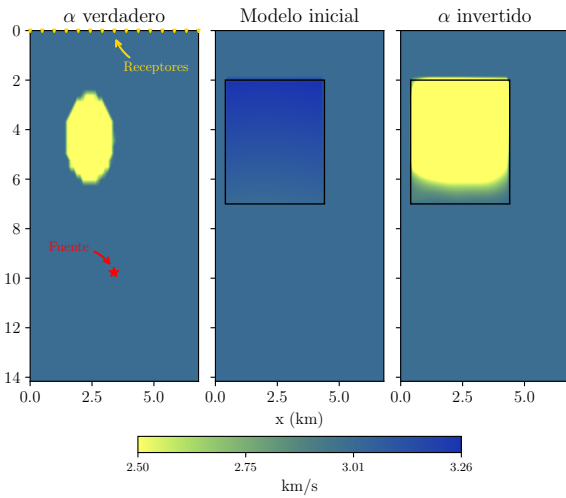 α verdadero
Modelo inicial
α invertido
0
2
4
6
8
10
12
14
Receptores
Fuente
0.0 2.5 5.0
0.0 2.5 5.0
0.0 2.5 5.0
x (km)
2.50 2.75 3.01 3.26
km/s